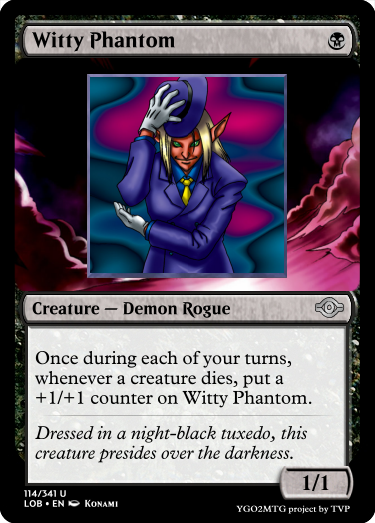 Witty Phantom
Creature — Demon Rogue
Once during each of your turns,
whenever a creature dies, put a
+1/+1 counter on Witty Phantom.
Dressed in a night-black tuxedo, this
creature presides over the darkness.
1/1
114/341 U
LOB • EN Konami
YGO2MTG project by TVP